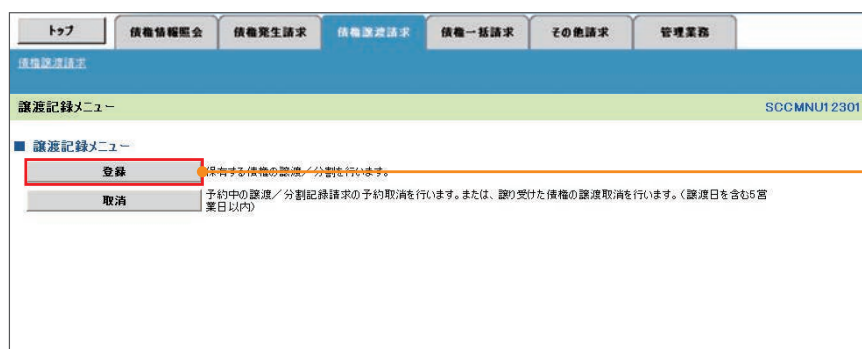 トップ 債権情報照会 債権発生請求 債権譲渡請求 債権一括請求 その他請求 管理業務
債権譲渡請求
譲渡記録メニュー SCCMNU12301
■ 譲渡記録メニュー
登録 保有する債権の譲渡／分割を行います。
取消 予約中の譲渡／分割記録請求の予約取消を行います。または、譲り受けた債権の譲渡取消を行います。（譲渡日を含む5営
業日以内）